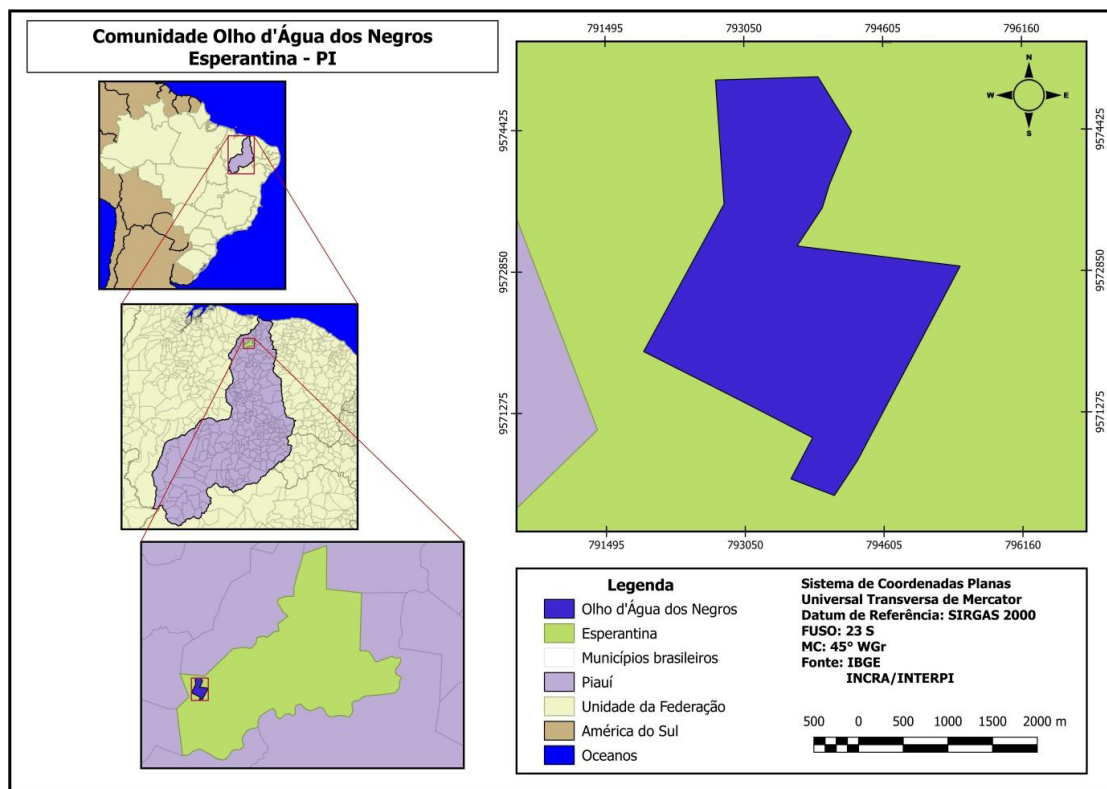 Comunidade Olho d'Água dos Negros
Esperantina - PI
791495 793050 794605 796160
N
W E
S
9574425 9574425
9572850 9572850
9571275 9571275
791495 793050 794605 796160
Legenda
Olho d'Água dos Negros
Esperantina
Municípios brasileiros
Piauí
Unidade da Federação
América do Sul
Oceanos
Sistema de Coordenadas Planas
Universal Transversa de Mercator
Datum de Referência: SIRGAS 2000
FUSO: 23 S
MC: 45° WGr
Fonte: IBGE
INCRA/INTERPI
500 0 500 1000 1500 2000 m